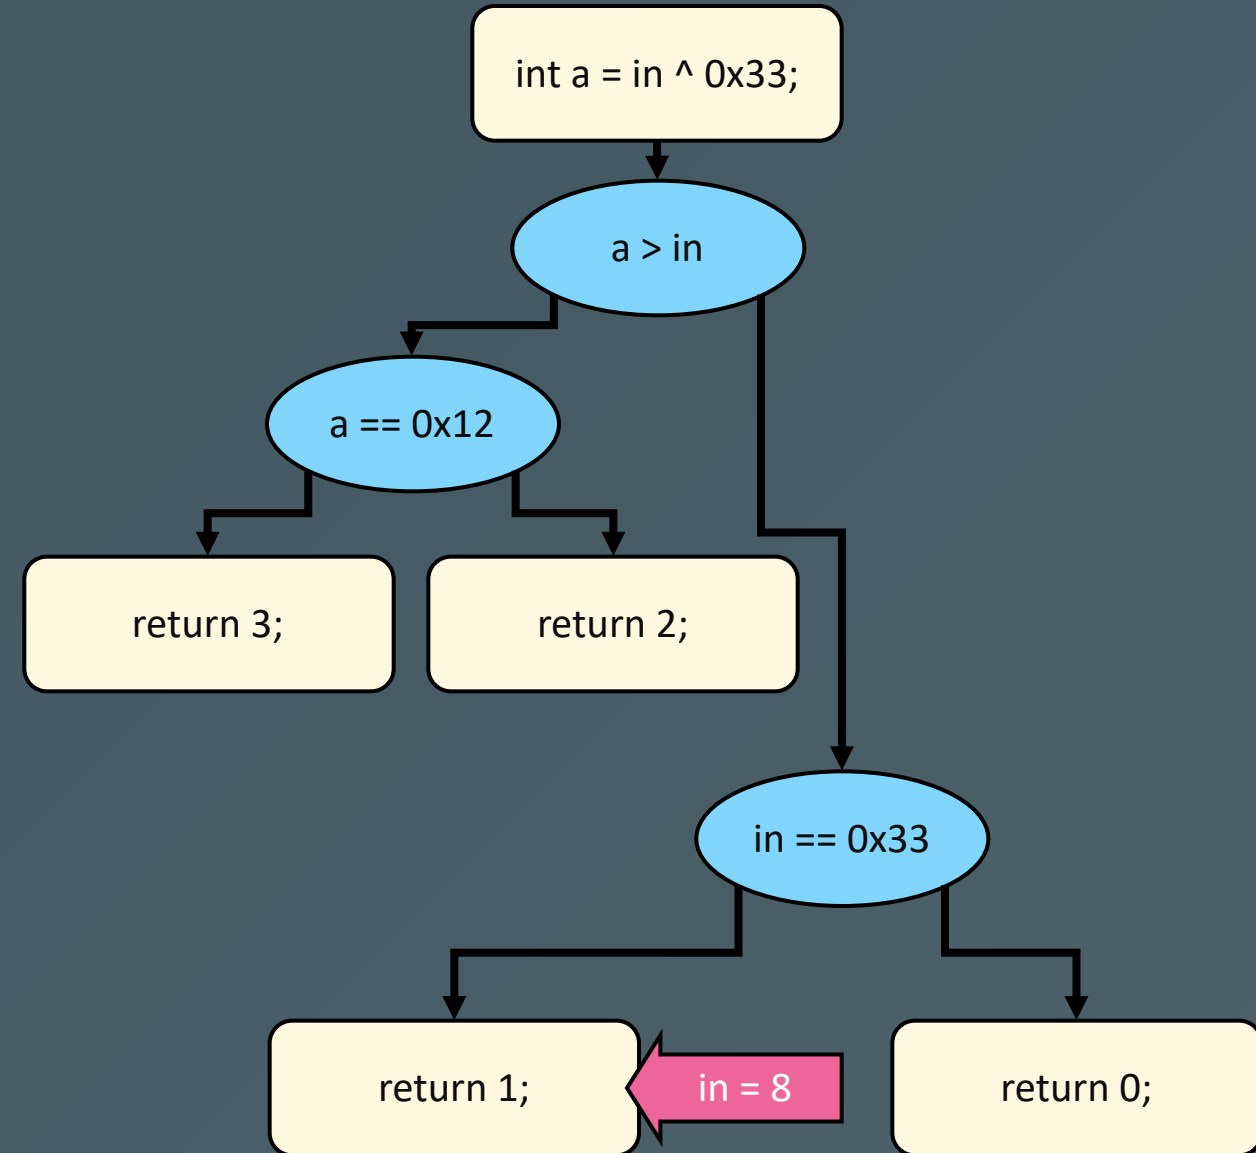 int a = in ^ 0x33;
a > in
a == 0x12
return 3;
return 2;
in == 0x33
return 1;
in = 8
return 0;